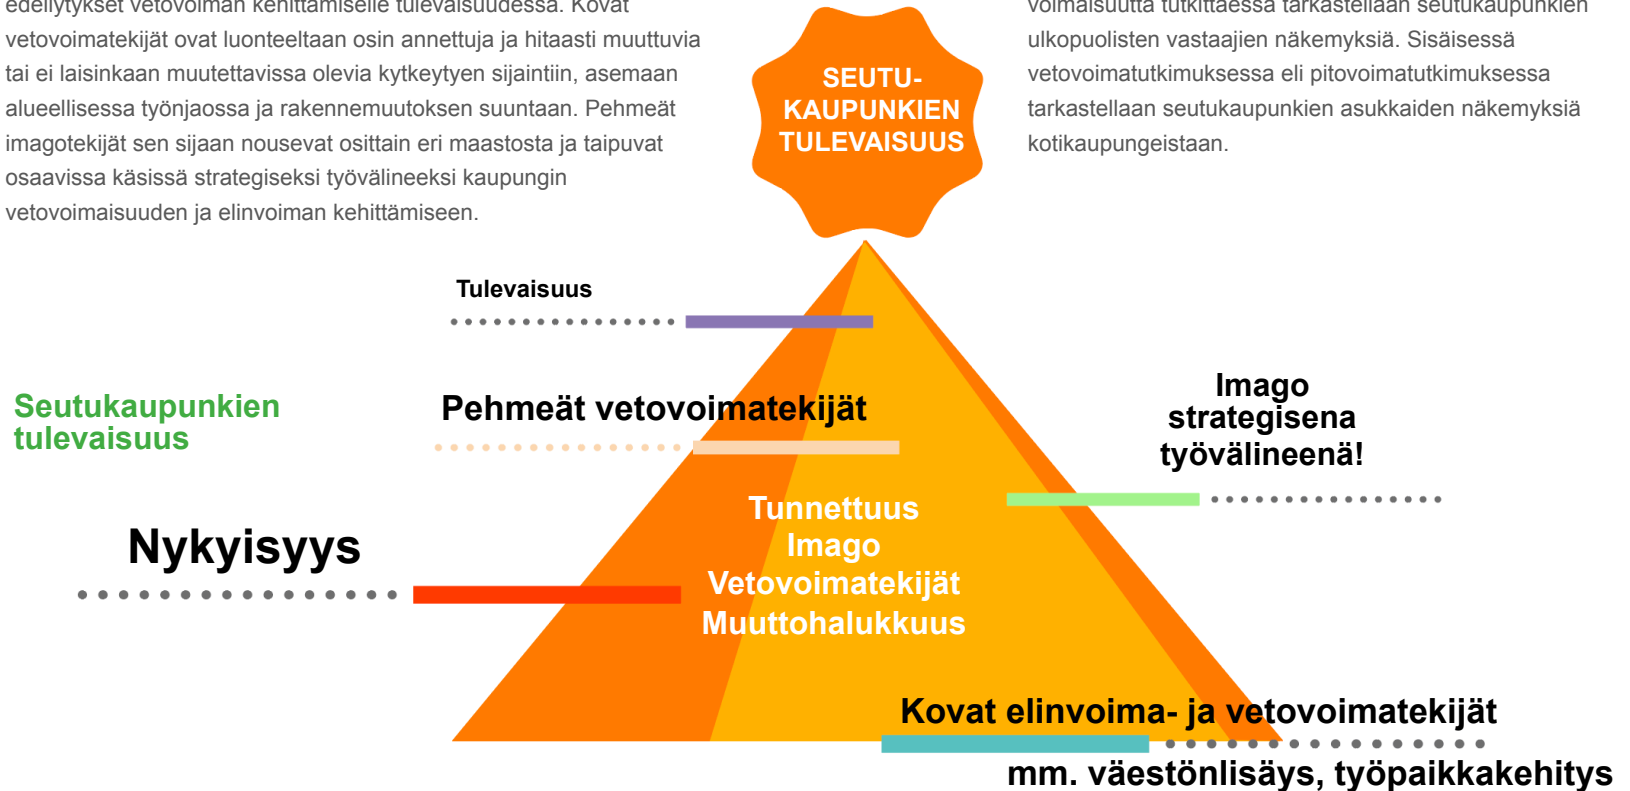 edellytykset vetovoiman kehittämiselle tulevaisuudessa. Kovat
vetovoimatekijät ovat luonteeltaan osin annettuja ja hitaasti muuttuvia
tai ei laisinkaan muutettavissa olevia kytkeytyen sijaintiin, asemaan
alueellisessa työnjaossa ja rakennemuutoksen suuntaan. Pehmeät
imagotekijät sen sijaan nousevat osittain eri maastosta ja taipuvat
osaavissa käsissä strategiseksi työvälineeksi kaupungin
vetovoimaisuuden ja elinvoiman kehittämiseen.
voimaisuutta tutkittaessa tarkastellaan seutukaupunkien
ulkopuolisten vastaajien näkemyksiä. Sisäisessä
vetovoimatutkimuksessa eli pitovoimatutkimuksessa
tarkastellaan seutukaupunkien asukkaiden näkemyksiä
kotikaupungeistaan.
SEUTU-
KAUPUNKIEN
TULEVAISUUS
Tulevaisuus
Seutukaupunkien
tulevaisuus
Pehmeät vetovoimatekijät
Imago
strategisena
työvälineenä!
Nykyisyys
Tunnettuus
Imago
Vetovoimatekijät
Muuttohalukkuus
Kovat elinvoima- ja vetovoimatekijät
mm. väestönlisäys, työpaikkakehitys